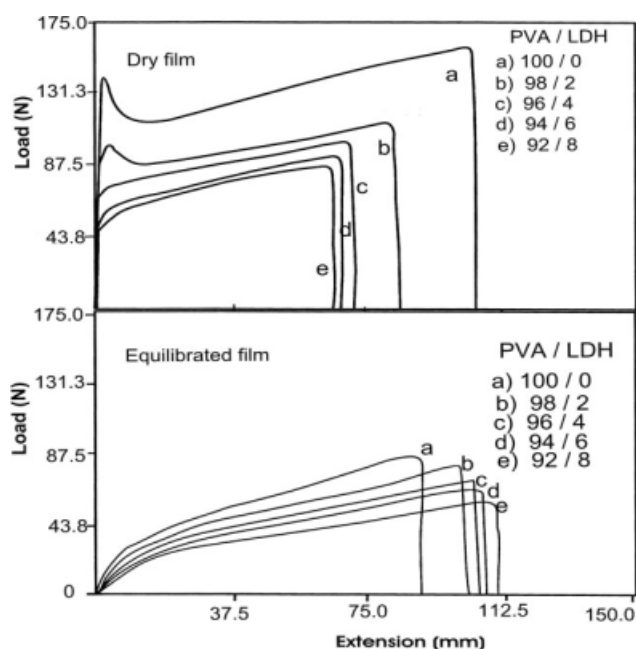 175.0
Dry film
PVA / LDH
a) 100 / 0
b) 98 / 2
c) 96 / 4
d) 94 / 6
e) 92 / 8
131.3
87.5
43.8
Load (N)
a
b
c
d
e
175.0
Equilibrated film
PVA / LDH
a) 100 / 0
b) 98 / 2
c) 96 / 4
d) 94 / 6
e) 92 / 8
131.3
87.5
43.8
0
Load (N)
a
b
c
d
e
37.5 75.0 112.5 150.0
Extension (mm)